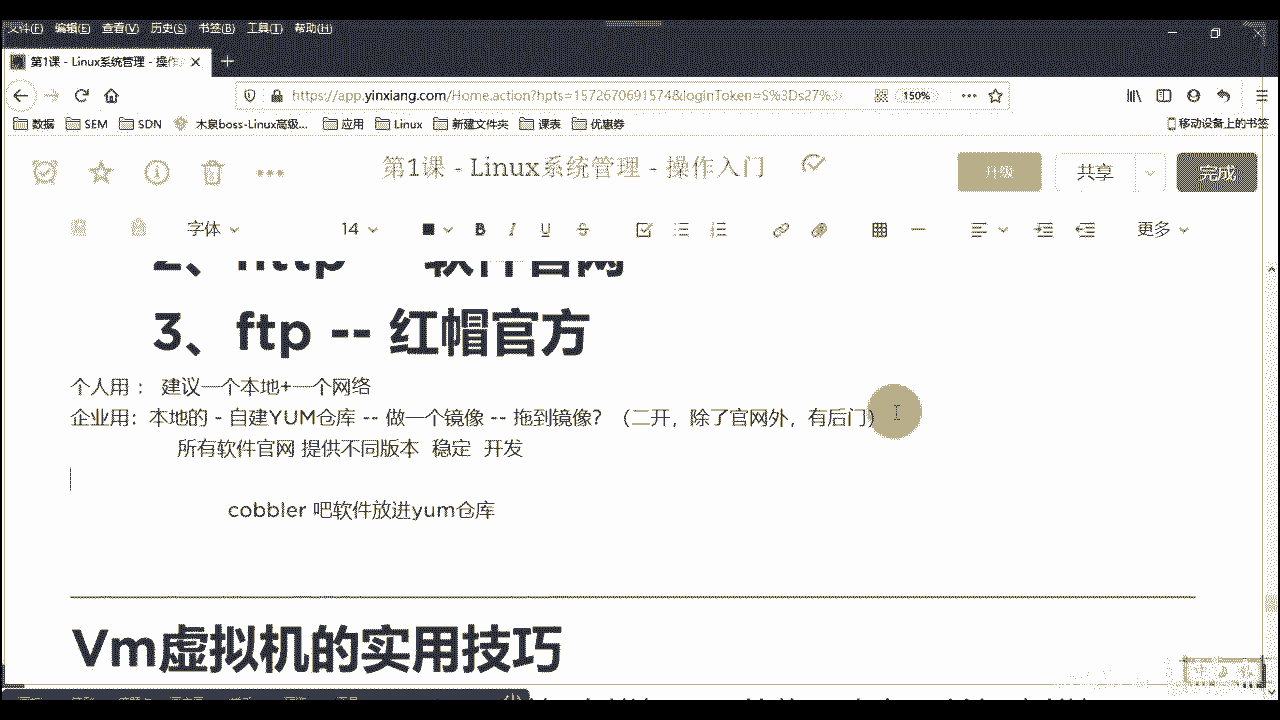 文件(F) 编辑(E) 查看(V) 历史(S) 书签(B) 工具(T) 帮助(H)
第1课 - Linux系统管理 - 操作
https://app.yinxiang.com/Home.action?hpts=1572670691574&loginToken=S%3Ds27%3 150%
数据 SEM SDN 木泉boss-Linux高级... 应用 Linux 新建文件夹 课表 优惠券 移动设备上的书签
第1课 - Linux系统管理 - 操作入门 升级 共享 完成
字体 14 B I U S 更多
2、http 软件官网
3、ftp -- 红帽官方
个人用： 建议一个本地+一个网络
企业用：本地的 - 自建YUM仓库 -- 做一个镜像 -- 拖到镜像？（二开，除了官网外，有后门）
所有软件官网 提供不同版本 稳定 开发
cobbler 吧软件放进yum仓库
Vm虚拟机的实用技巧